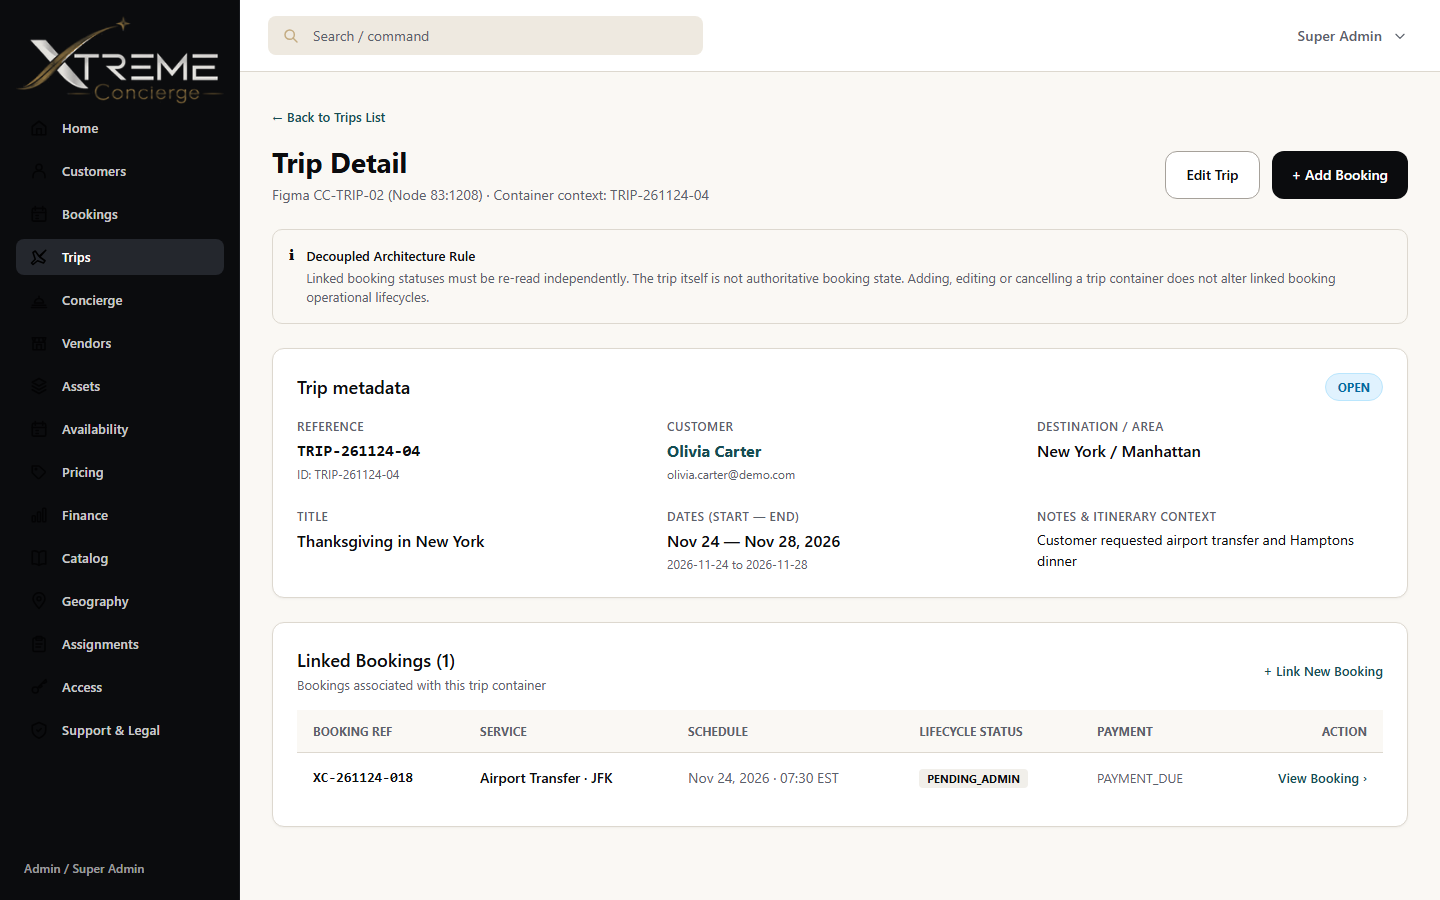 XTREME
Concierge
Home
Customers
Bookings
Trips
Concierge
Vendors
Assets
Availability
Pricing
Finance
Catalog
Geography
Assignments
Access
Support & Legal
Admin / Super Admin
Search / command
Super Admin
← Back to Trips List
Trip Detail
Figma CC-TRIP-02 (Node 83:1208) · Container context: TRIP-261124-04
Edit Trip
+ Add Booking
Decoupled Architecture Rule
Linked booking statuses must be re-read independently. The trip itself is not authoritative booking state. Adding, editing or cancelling a trip container does not alter linked booking
operational lifecycles.
Trip metadata
OPEN
REFERENCE
TRIP-261124-04
ID: TRIP-261124-04
CUSTOMER
Olivia Carter
olivia.carter@demo.com
DESTINATION / AREA
New York / Manhattan
TITLE
Thanksgiving in New York
DATES (START — END)
Nov 24 — Nov 28, 2026
2026-11-24 to 2026-11-28
NOTES & ITINERARY CONTEXT
Customer requested airport transfer and Hamptons
dinner
Linked Bookings (1)
Bookings associated with this trip container
+ Link New Booking
BOOKING REF SERVICE SCHEDULE LIFECYCLE STATUS PAYMENT ACTION
XC-261124-018 Airport Transfer · JFK Nov 24, 2026 · 07:30 EST PENDING_ADMIN PAYMENT_DUE View Booking ›